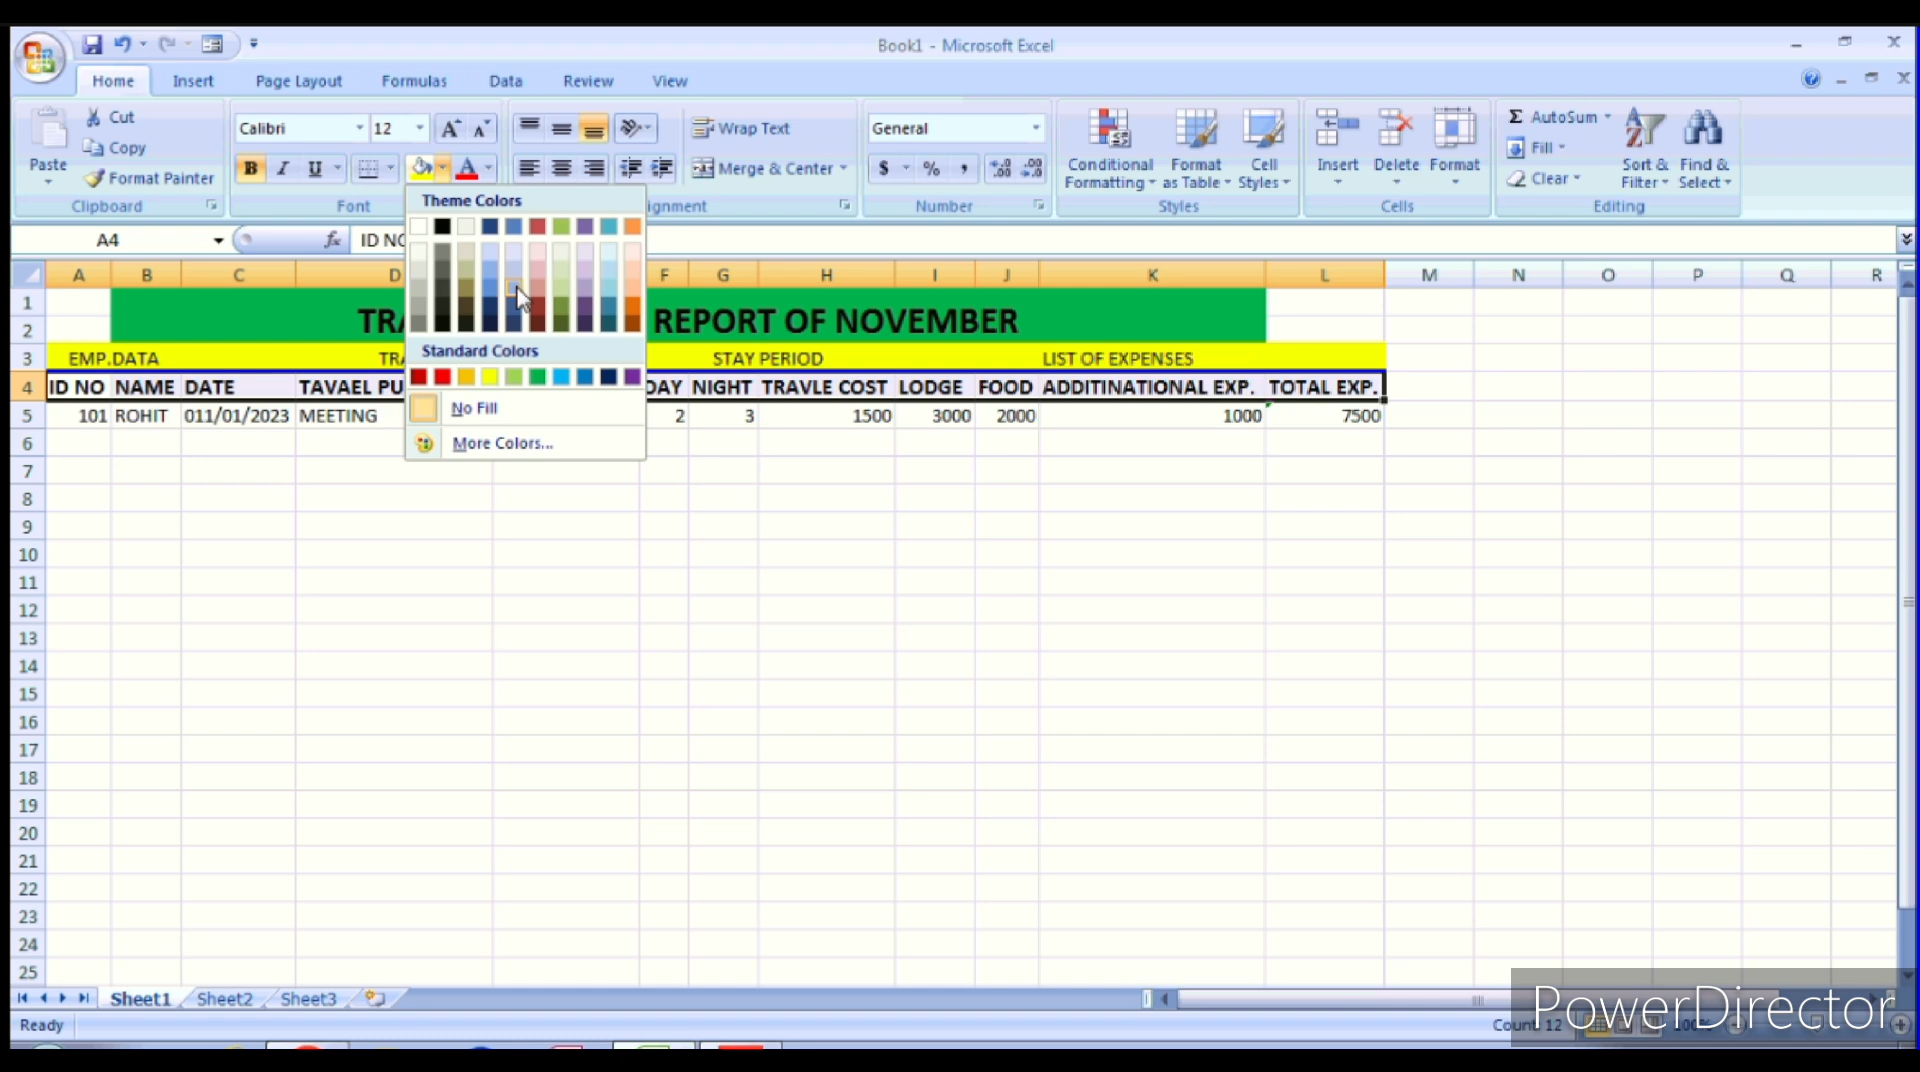 Book1 - Microsoft Excel
Home Insert Page Layout Formulas Data Review View
Paste
Cut
Copy
Format Painter
Clipboard
Calibri 12
B I U
Font
Wrap Text
Merge & Center
lignment
General
$ % ,
Number
Conditional Formatting
Format as Table
Cell Styles
Styles
Insert Delete Format
Cells
Σ AutoSum
Fill
Clear
Sort & Filter
Find & Select
Editing
A4 fx ID NO
Theme Colors
Standard Colors
No Fill
More Colors...
A B C D F G H I J K L M N O P Q R
1
2 TRA REPORT OF NOVEMBER
3 EMP.DATA TRA STAY PERIOD LIST OF EXPENSES
4 ID NO NAME DATE TAVAEL PU DAY NIGHT TRAVLE COST LODGE FOOD ADDITINATIONAL EXP. TOTAL EXP.
5 101 ROHIT 011/01/2023 MEETING 2 3 1500 3000 2000 1000 7500
6
7
8
9
10
11
12
13
14
15
16
17
18
19
20
21
22
23
24
25
Sheet1 Sheet2 Sheet3
Ready Count: 12 100%
PowerDirector